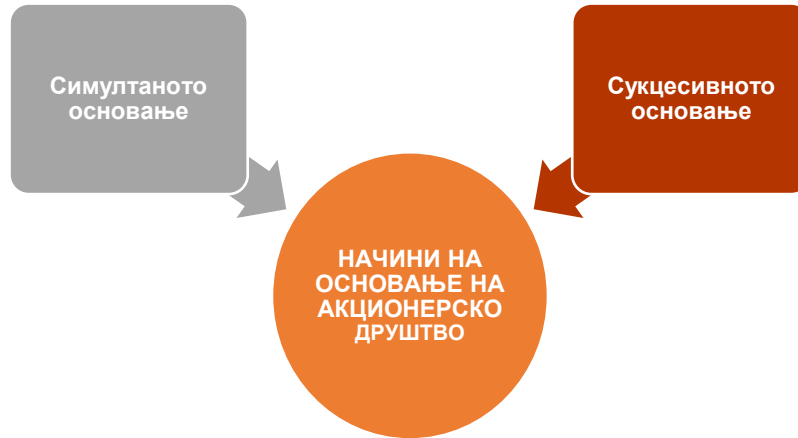 Симултаното
основање
Сукцесивното
основање
НАЧИНИ НА
ОСНОВАЊЕ НА
АКЦИОНЕРСКО
ДРУШТВО